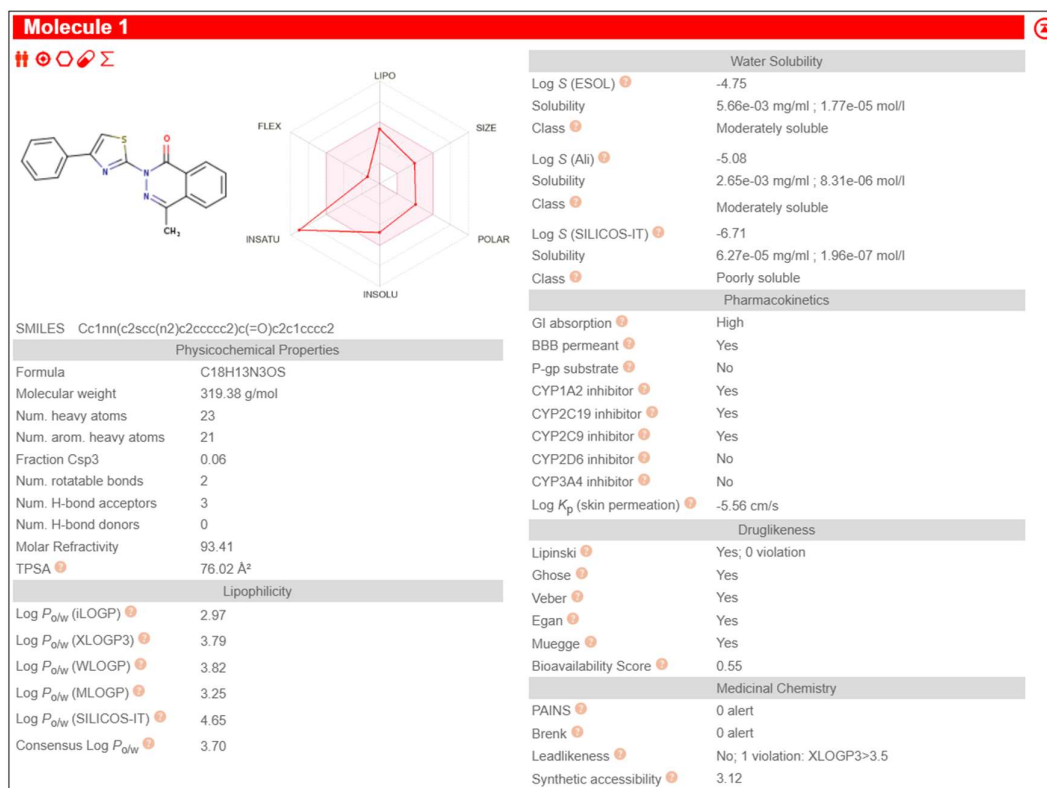 Molecule 1
LIPO
FLEX
SIZE
INSATU
POLAR
INSOLU
O
S
N
N
N
CH3
SMILES Cc1nn(c2scc(n2)c2ccccc2)c(=O)c2c1cccc2
Physicochemical Properties
Formula C18H13N3OS
Molecular weight 319.38 g/mol
Num. heavy atoms 23
Num. arom. heavy atoms 21
Fraction Csp3 0.06
Num. rotatable bonds 2
Num. H-bond acceptors 3
Num. H-bond donors 0
Molar Refractivity 93.41
TPSA ? 76.02 Å²
Lipophilicity
Log Po/w (iLOGP) ? 2.97
Log Po/w (XLOGP3) ? 3.79
Log Po/w (WLOGP) ? 3.82
Log Po/w (MLOGP) ? 3.25
Log Po/w (SILICOS-IT) ? 4.65
Consensus Log Po/w ? 3.70
Water Solubility
Log S (ESOL) ? -4.75
Solubility 5.66e-03 mg/ml ; 1.77e-05 mol/l
Class ? Moderately soluble
Log S (Ali) ? -5.08
Solubility 2.65e-03 mg/ml ; 8.31e-06 mol/l
Class ? Moderately soluble
Log S (SILICOS-IT) ? -6.71
Solubility 6.27e-05 mg/ml ; 1.96e-07 mol/l
Class ? Poorly soluble
Pharmacokinetics
GI absorption ? High
BBB permeant ? Yes
P-gp substrate ? No
CYP1A2 inhibitor ? Yes
CYP2C19 inhibitor ? Yes
CYP2C9 inhibitor ? Yes
CYP2D6 inhibitor ? No
CYP3A4 inhibitor ? No
Log Kp (skin permeation) ? -5.56 cm/s
Druglikeness
Lipinski ? Yes; 0 violation
Ghose ? Yes
Veber ? Yes
Egan ? Yes
Muegge ? Yes
Bioavailability Score ? 0.55
Medicinal Chemistry
PAINS ? 0 alert
Brenk ? 0 alert
Leadlikeness ? No; 1 violation: XLOGP3>3.5
Synthetic accessibility ? 3.12